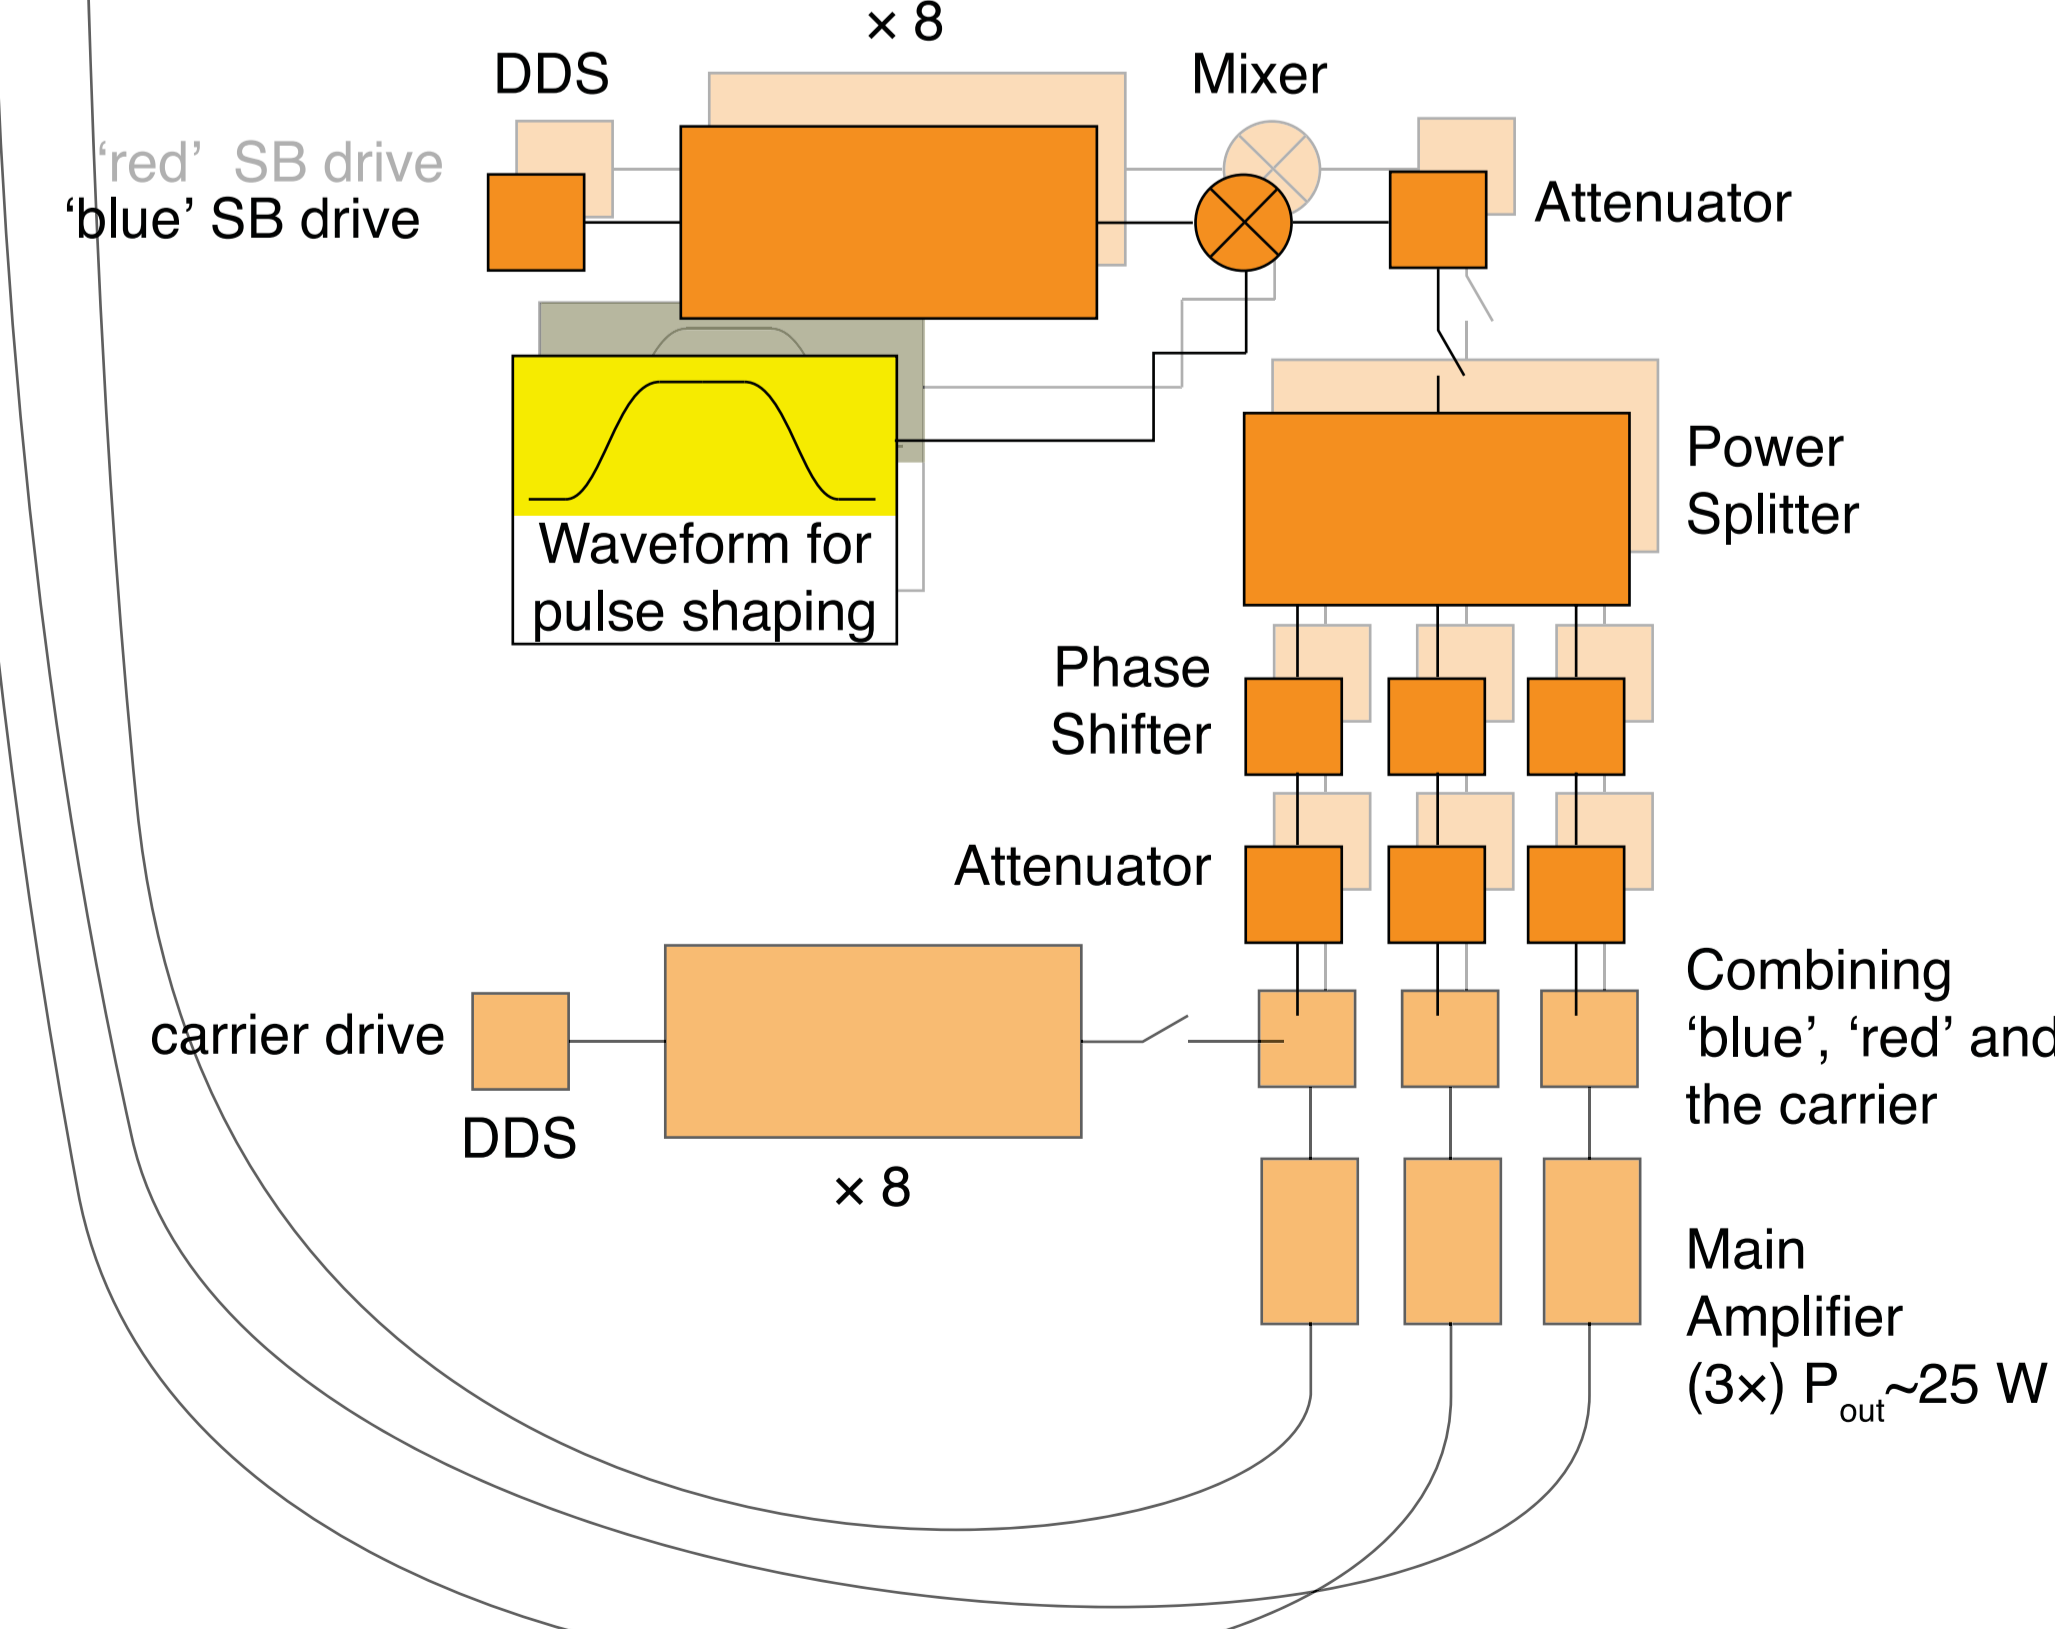 × 8
DDS
Mixer
‘red’ SB drive
‘blue’ SB drive
Attenuator
Power
Splitter
Waveform for
pulse shaping
Phase
Shifter
Attenuator
Combining
‘blue’, ‘red’ and
the carrier
carrier drive
DDS
× 8
Main
Amplifier
(3×) Pout~25 W